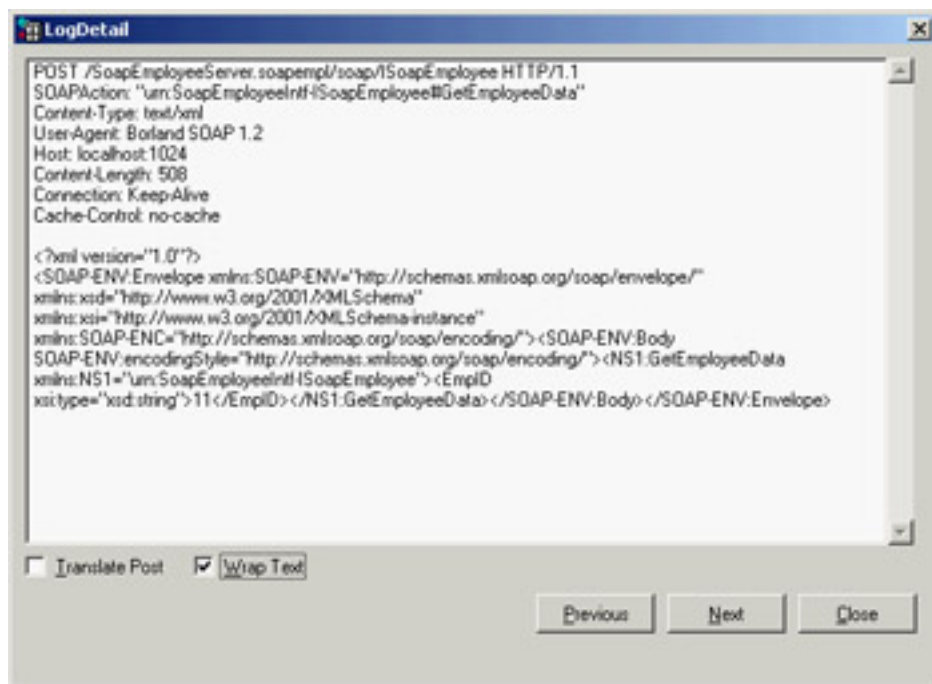 LogDetail
POST /SoapEmployeeServer.soapempl/soap/ISoapEmployee HTTP/1.1
SOAPAction: "urn:SoapEmployeeIntf-ISoapEmployee#GetEmployeeData"
Content-Type: text/xml
User-Agent: Borland SOAP 1.2
Host: localhost:1024
Content-Length: 508
Connection: Keep-Alive
Cache-Control: no-cache
<?xml version="1.0"?>
<SOAP-ENV:Envelope xmlns:SOAP-ENV="http://schemas.xmlsoap.org/soap/envelope/"
xmlns:xsd="http://www.w3.org/2001/XMLSchema"
xmlns:xsi="http://www.w3.org/2001/XMLSchema-instance"
xmlns:SOAP-ENC="http://schemas.xmlsoap.org/soap/encoding/"><SOAP-ENV:Body
SOAP-ENV:encodingStyle="http://schemas.xmlsoap.org/soap/encoding/"><NS1:GetEmployeeData
xmlns:NS1="urn:SoapEmployeeIntf-ISoapEmployee"><EmpID
xsi:type="xsd:string">11</EmpID></NS1:GetEmployeeData></SOAP-ENV:Body></SOAP-ENV:Envelope>
Translate Post Wrap Text
Previous Next Close